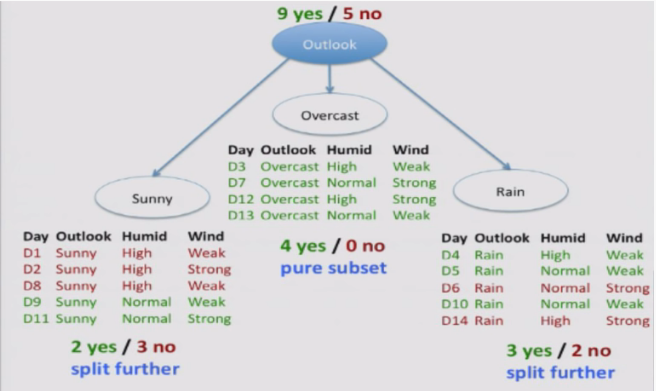 9 yes / 5 no
Outlook
Overcast
Day Outlook Humid Wind
D3 Overcast High Weak
D7 Overcast Normal Strong
D12 Overcast High Strong
D13 Overcast Normal Weak
4 yes / 0 no
pure subset
Sunny
Day Outlook Humid Wind
D1 Sunny High Weak
D2 Sunny High Strong
D8 Sunny High Weak
D9 Sunny Normal Weak
D11 Sunny Normal Strong
2 yes / 3 no
split further
Rain
Day Outlook Humid Wind
D4 Rain High Weak
D5 Rain Normal Weak
D6 Rain Normal Strong
D10 Rain Normal Weak
D14 Rain High Strong
3 yes / 2 no
split further